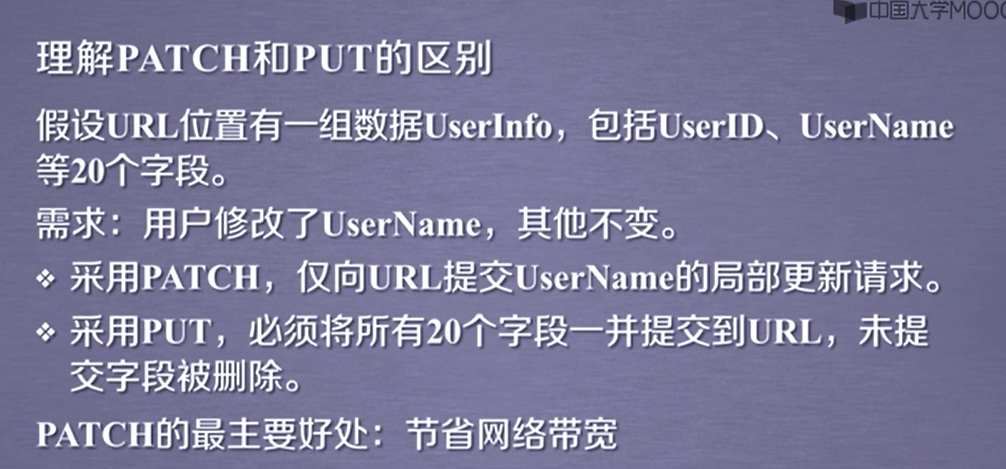 中国大学MOOC
理解PATCH和PUT的区别
假设URL位置有一组数据UserInfo，包括UserID、UserName
等20个字段。
需求：用户修改了UserName，其他不变。
❖ 采用PATCH，仅向URL提交UserName的局部更新请求。
❖ 采用PUT，必须将所有20个字段一并提交到URL，未提
交字段被删除。
PATCH的最主要好处：节省网络带宽